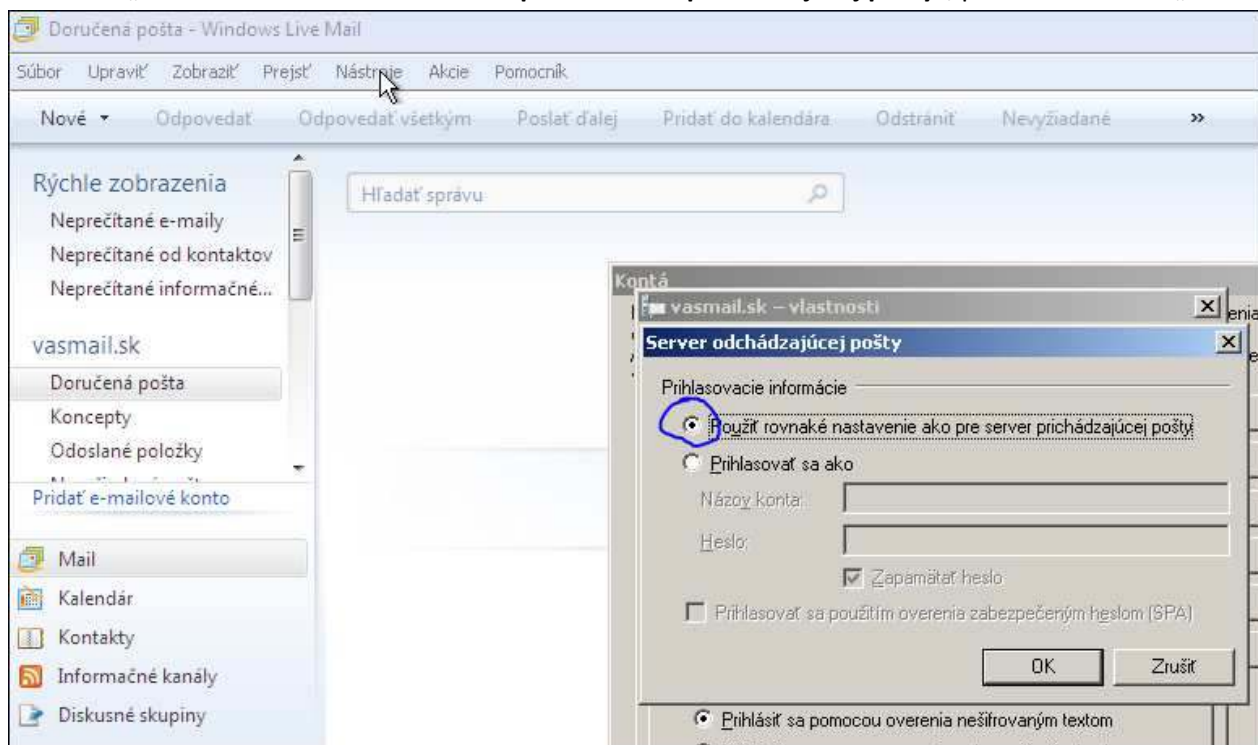 Doručená pošta - Windows Live Mail
Súbor Upraviť Zobraziť Prejsť Nástroje Akcie Pomocník
Nové Odpovedať Odpovedať všetkým Poslať ďalej Pridať do kalendára Odstrániť Nevyžiadané »
Rýchle zobrazenia
Neprečítané e-maily
Neprečítané od kontaktov
Neprečítané informačné...
vasmail.sk
Doručená pošta
Koncepty
Odoslané položky
Pridať e-mailové konto
Mail
Kalendár
Kontakty
Informačné kanály
Diskusné skupiny
Hľadať správu
Kontá
vasmail.sk – vlastnosti
Server odchádzajúcej pošty
Prihlasovacie informácie
Použiť rovnaké nastavenie ako pre server prichádzajúcej pošty
Prihlasovať sa ako
Názov konta:
Heslo:
Zapamätať heslo
Prihlasovať sa použitím overenia zabezpečeným heslom (SPA)
OK Zrušiť
Prihlásiť sa pomocou overenia nešifrovaným textom